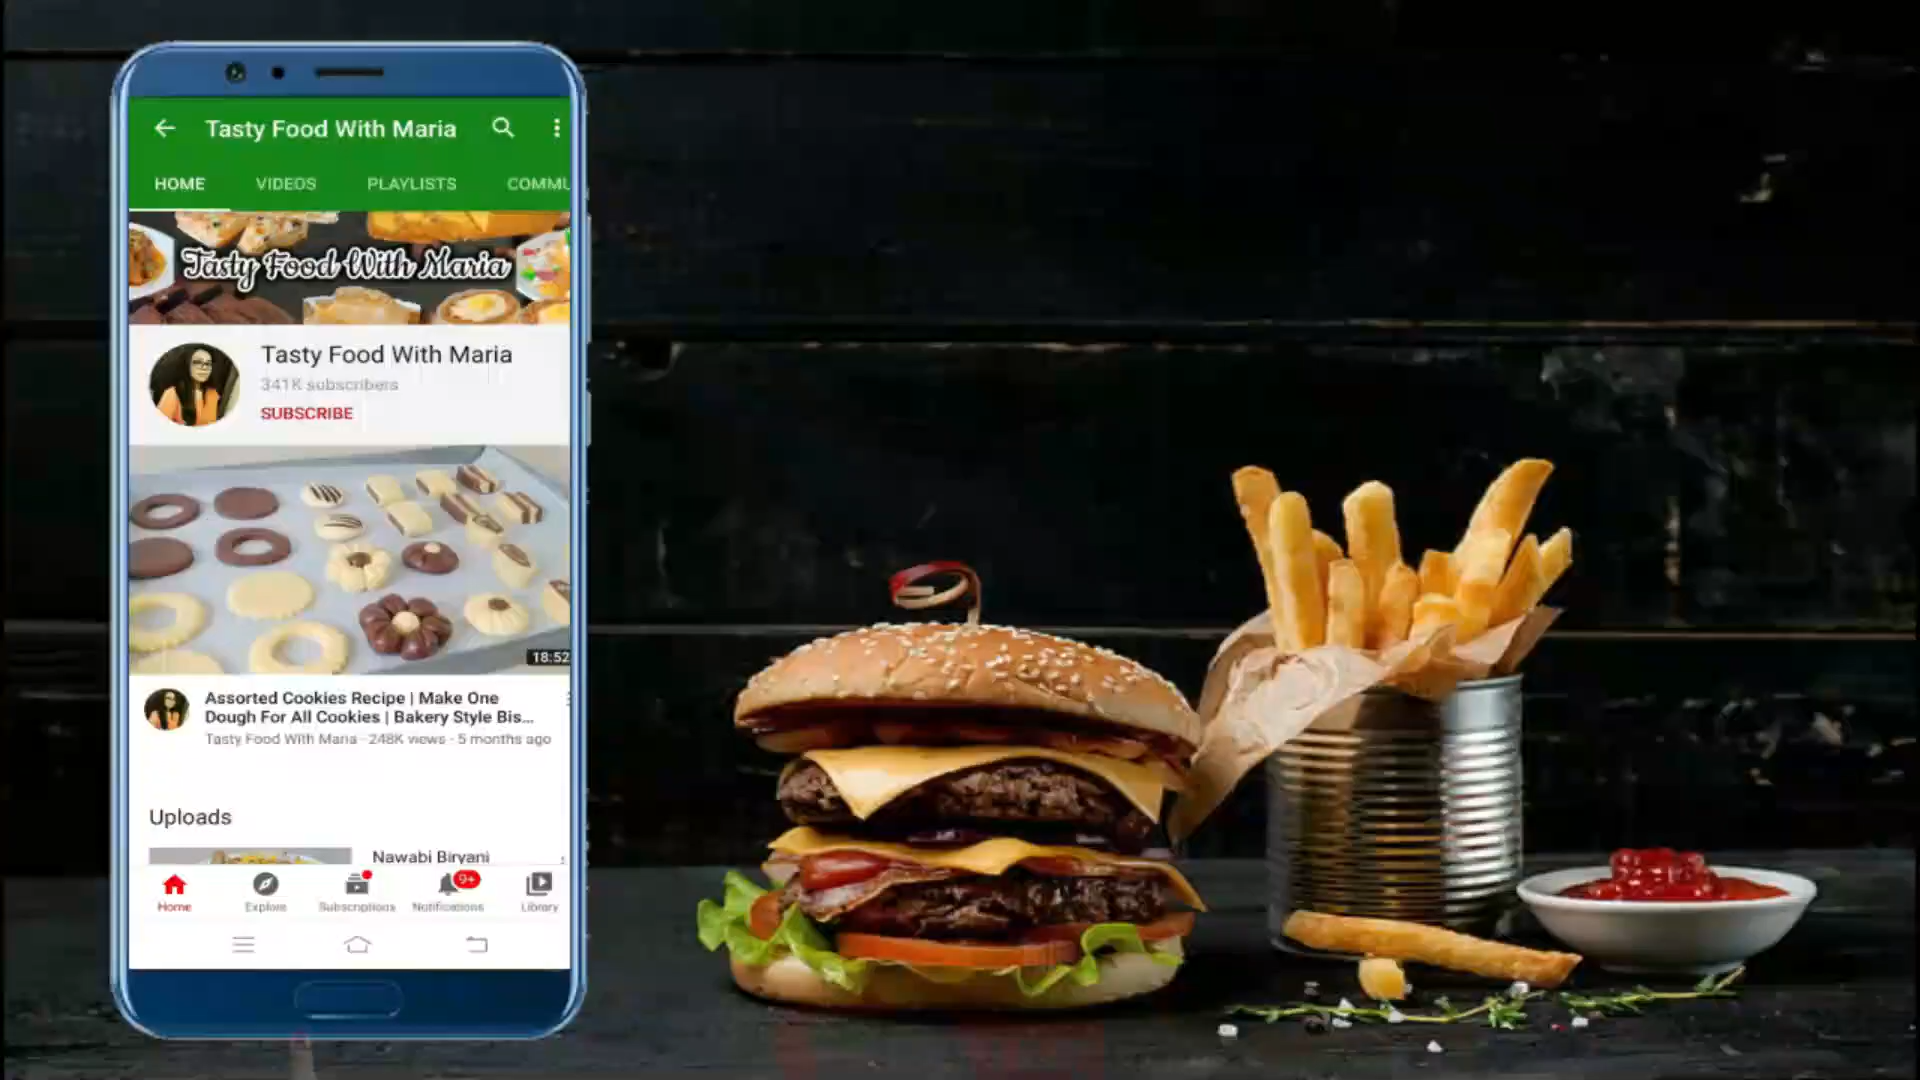 Tasty Food With Maria
HOME VIDEOS PLAYLISTS COMMU
Tasty Food With Maria
Tasty Food With Maria
341K subscribers
SUBSCRIBE
18:52
Assorted Cookies Recipe | Make One
Dough For All Cookies | Bakery Style Bis...
Tasty Food With Maria · 248K views · 5 months ago
Uploads
Nawabi Biryani
9+
Home Explore Subscriptions Notifications Library